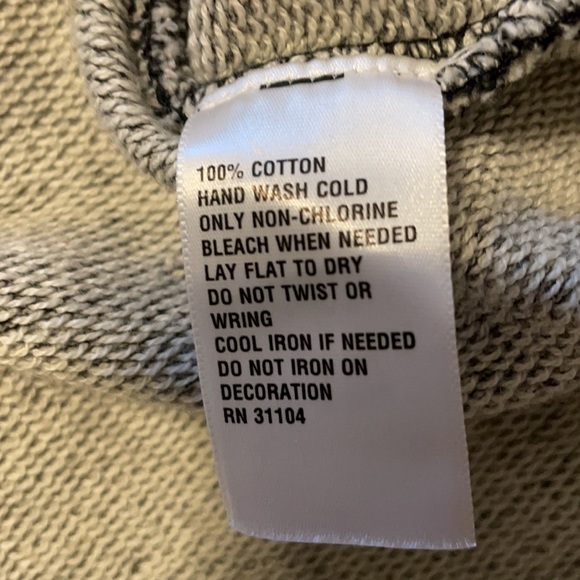 100% COTTON
HAND WASH COLD
ONLY NON-CHLORINE
BLEACH WHEN NEEDED
LAY FLAT TO DRY
DO NOT TWIST OR
WRING
COOL IRON IF NEEDED
DO NOT IRON ON
DECORATION
RN 31104